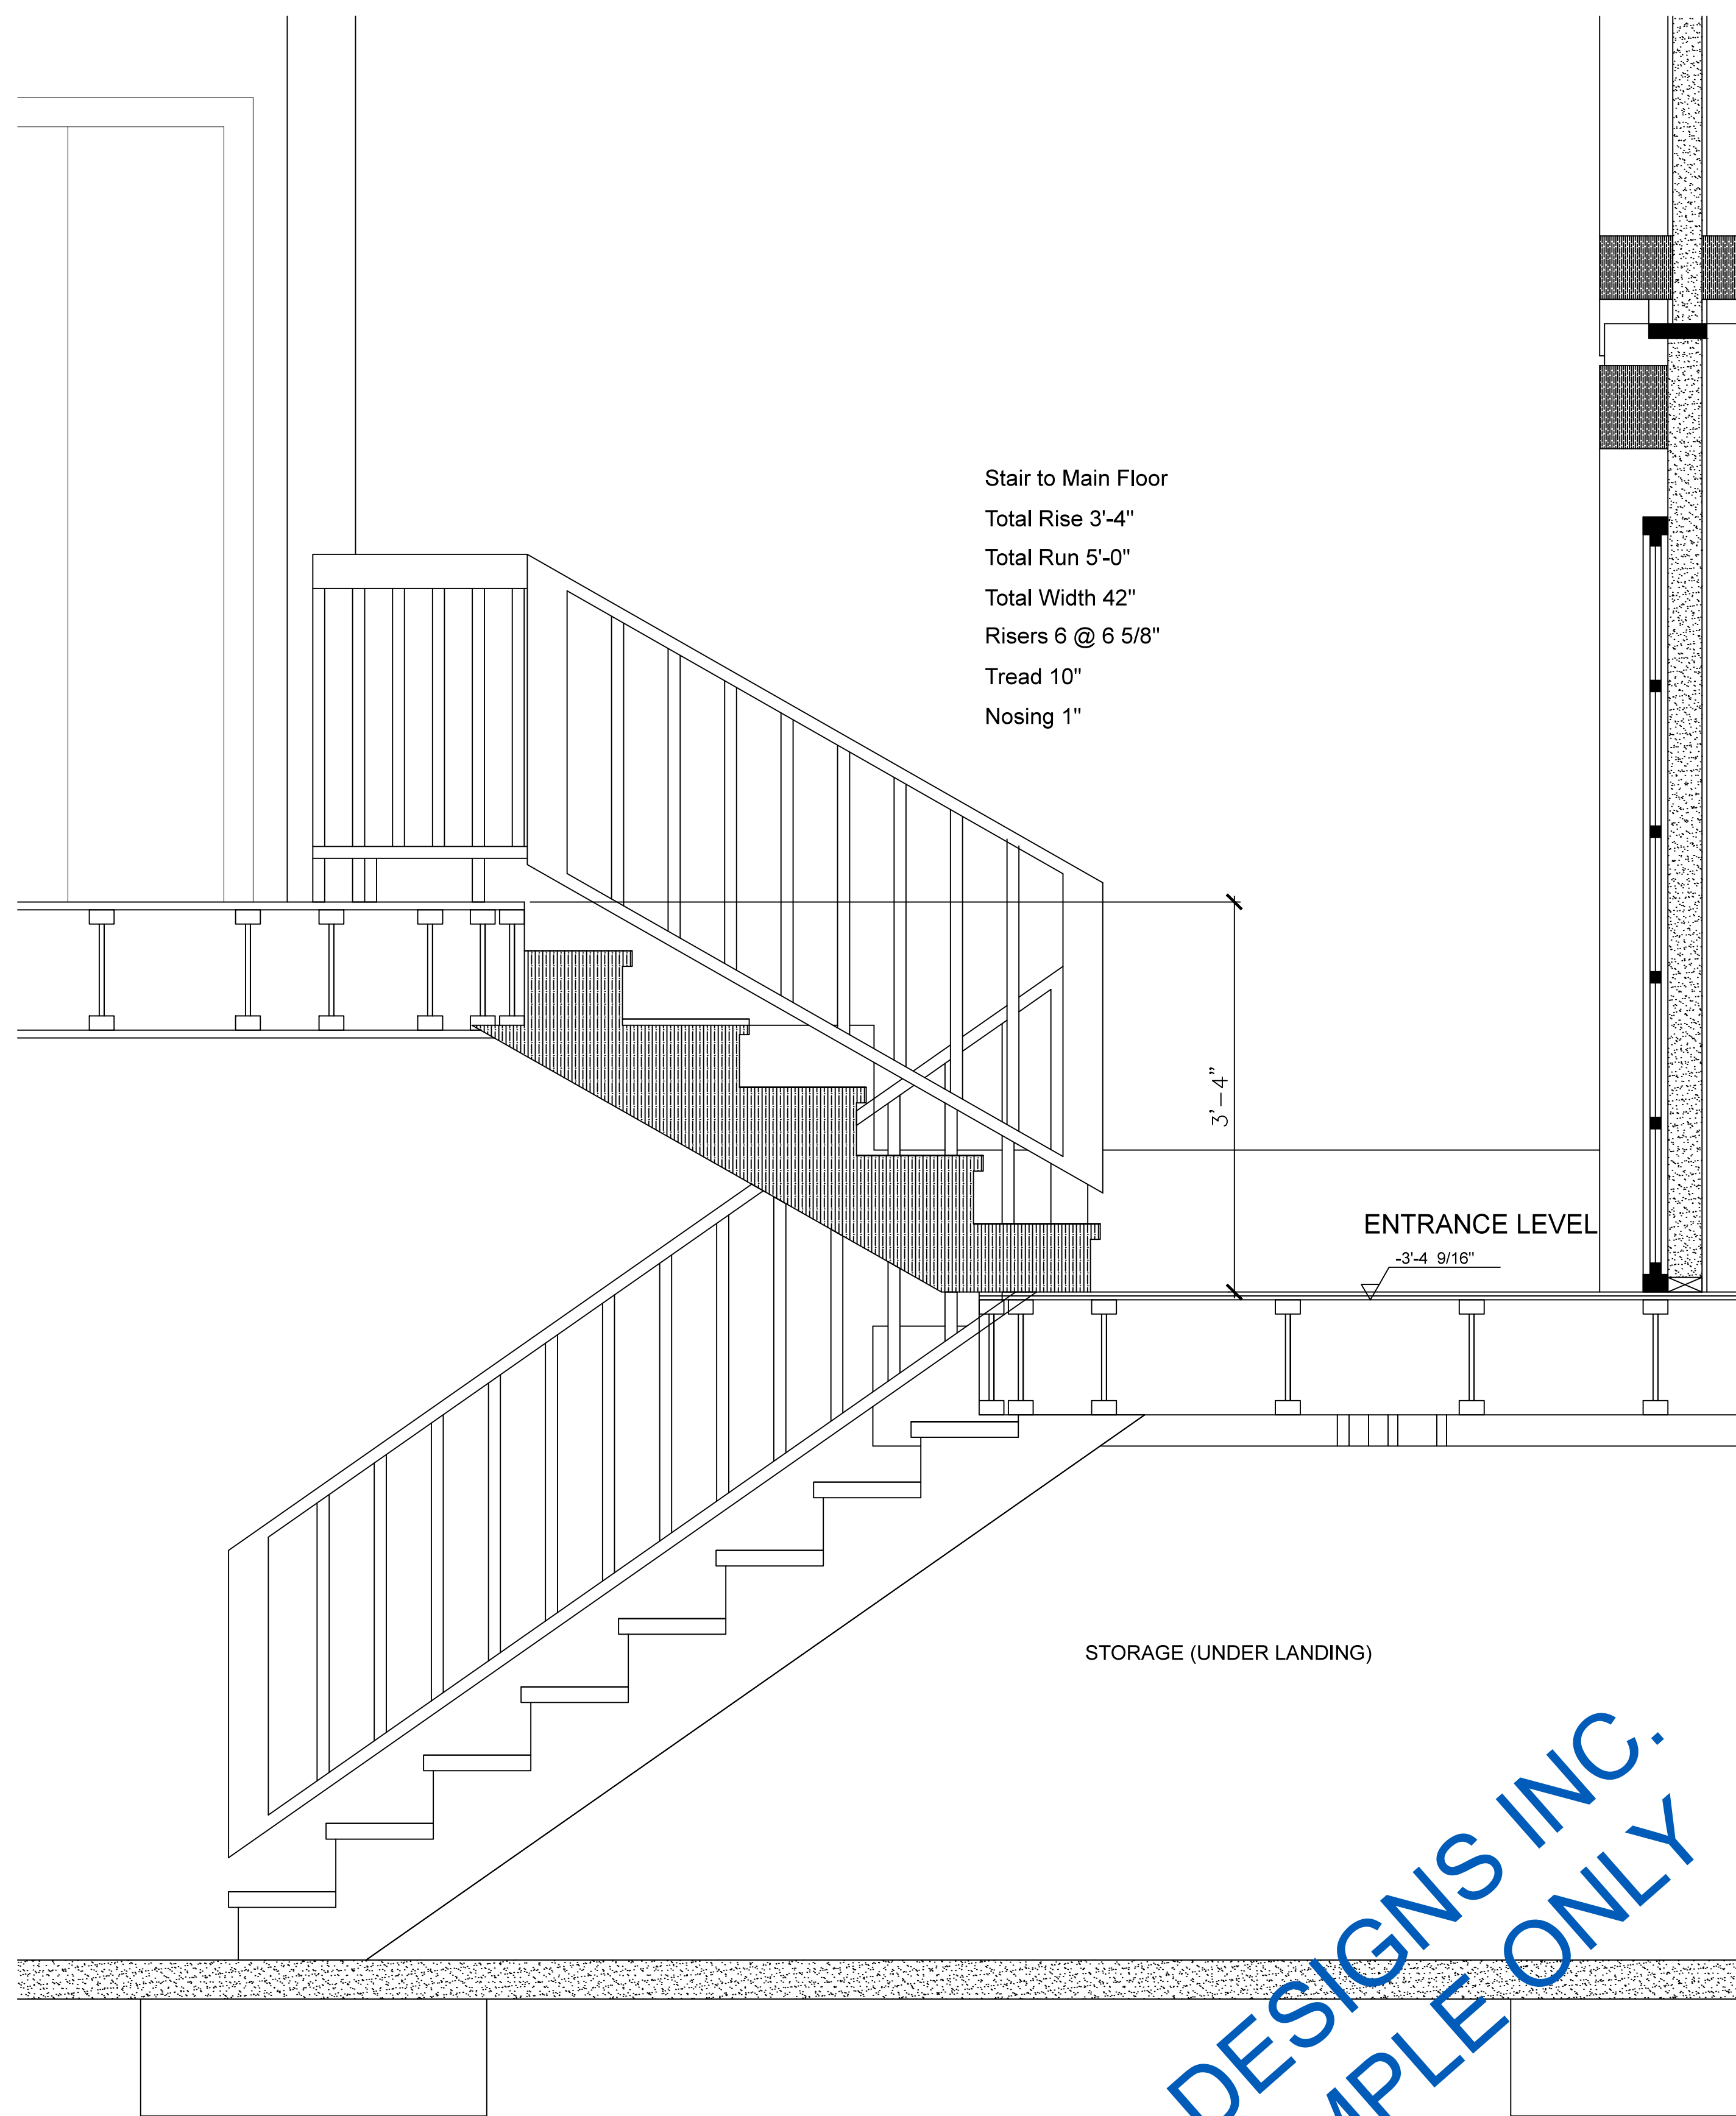 Stair to Main Floor
Total Rise 3'-4"
Total Run 5'-0"
Total Width 42"
Risers 6 @ 6 5/8"
Tread 10"
Nosing 1"
3'-4"
ENTRANCE LEVEL
-3'-4 9/16"
STORAGE (UNDER LANDING)
DESIGNS INC.
MPLE ONLY